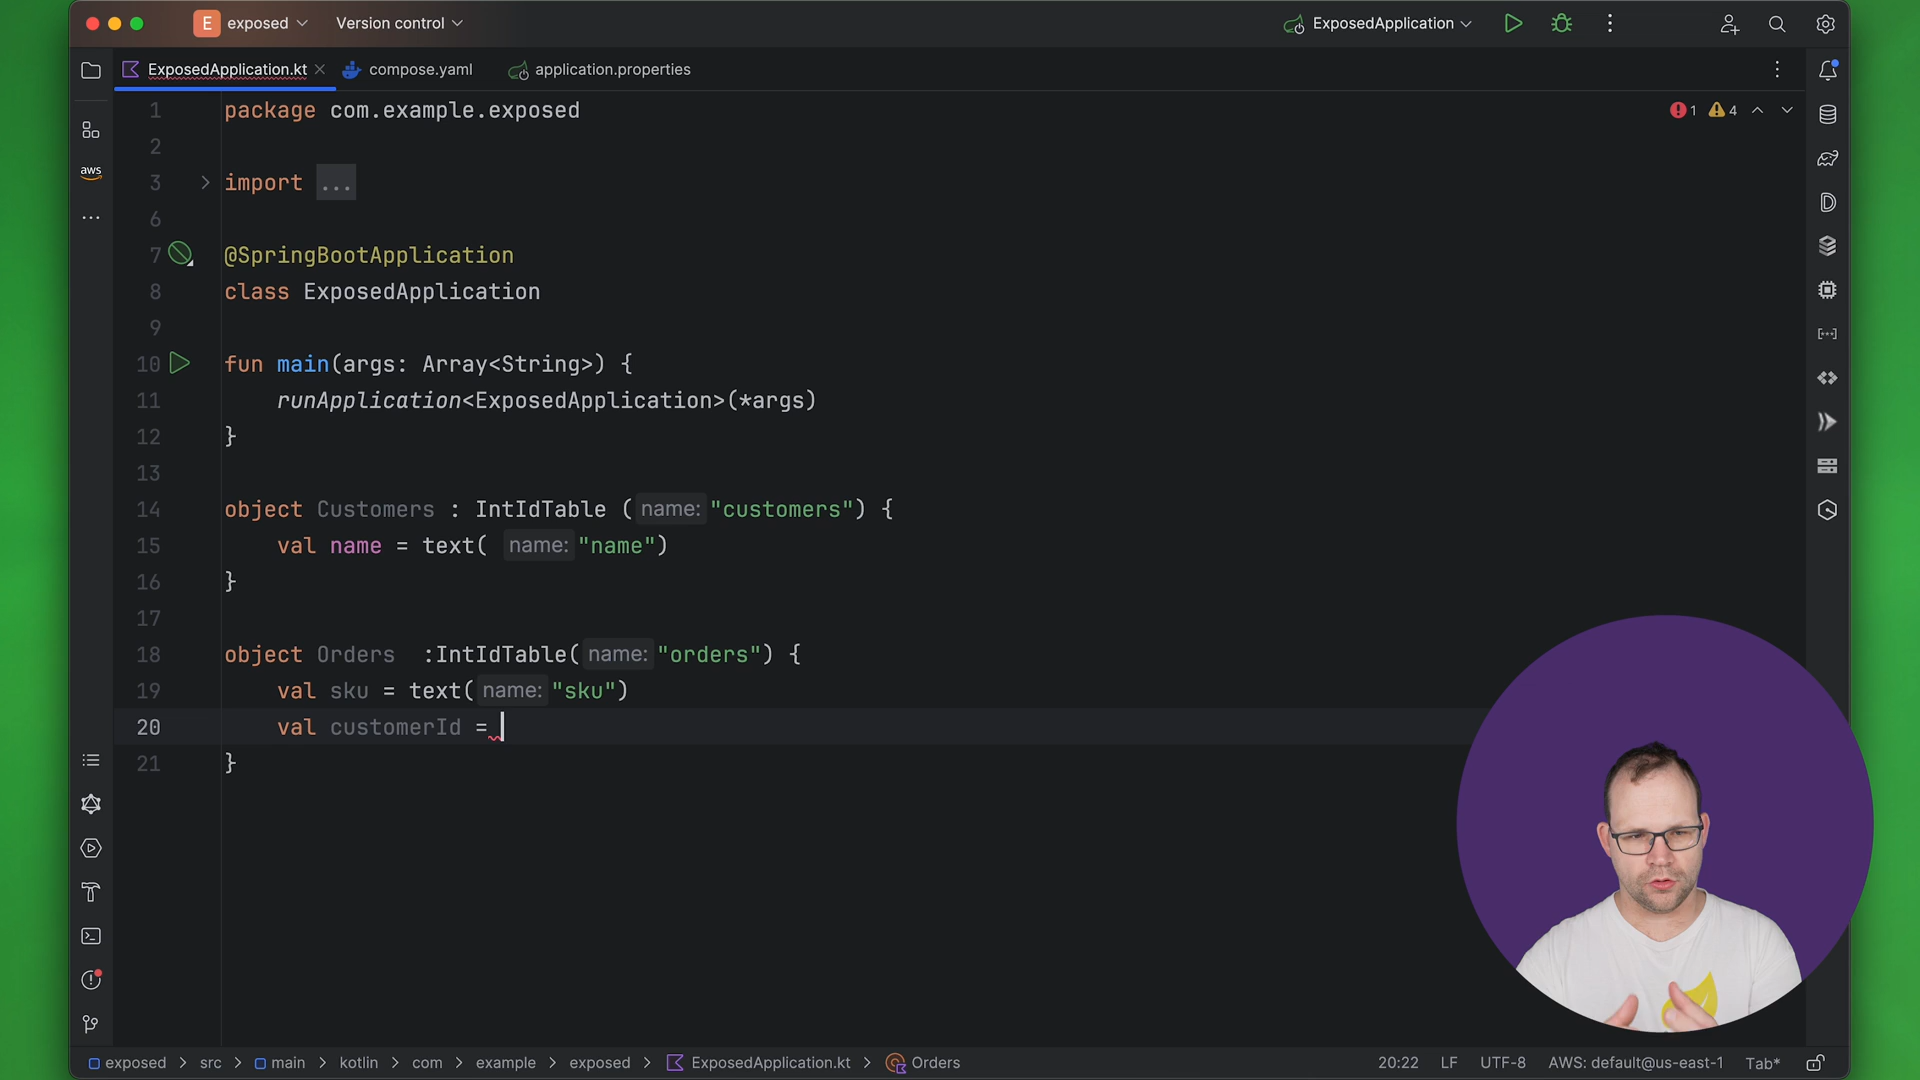 E exposed Version control ExposedApplication
ExposedApplication.kt compose.yaml application.properties
1 package com.example.exposed 1 4
2
aws
3 import ...
6
7 @SpringBootApplication
8 class ExposedApplication
9
10 fun main(args: Array<String>) {
11 runApplication<ExposedApplication>(*args)
12 }
13
14 object Customers : IntIdTable ( name: "customers") {
15 val name = text( name: "name")
16 }
17
18 object Orders :IntIdTable( name: "orders") {
19 val sku = text( name: "sku")
20 val customerId =
21 }
exposed > src > main > kotlin > com > example > exposed > ExposedApplication.kt > Orders 20:22 LF UTF-8 AWS: default@us-east-1 Tab*